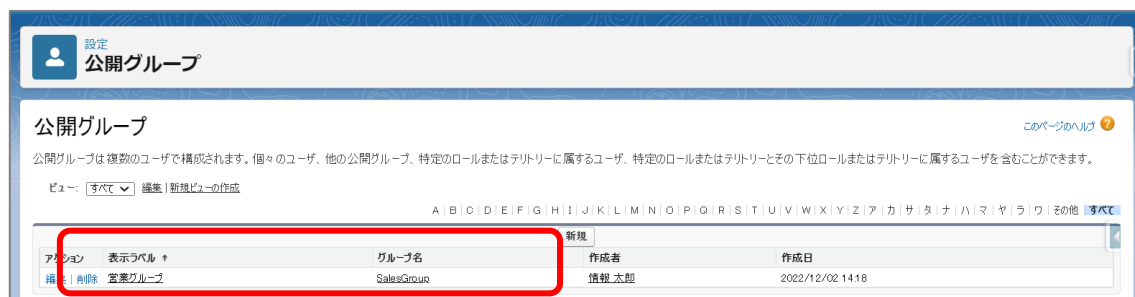 設定
公開グループ
公開グループ
このページのヘルプ ?
公開グループは複数のユーザで構成されます。個々のユーザ、他の公開グループ、特定のロールまたはテリトリーに属するユーザ、特定のロールまたはテリトリーとその下位ロールまたはテリトリーに属するユーザを含むことができます。
ビュー: すべて 編集 | 新規ビューの作成
A | B | C | D | E | F | G | H | I | J | K | L | M | N | O | P | Q | R | S | T | U | V | W | X | Y | Z | ア | カ | サ | タ | ナ | ハ | マ | ヤ | ラ | ワ | その他 | すべて
新規
アクション 表示ラベル ↑ グループ名 作成者 作成日
編集 | 削除 営業グループ SalesGroup 情報 太郎 2022/12/02 14:18